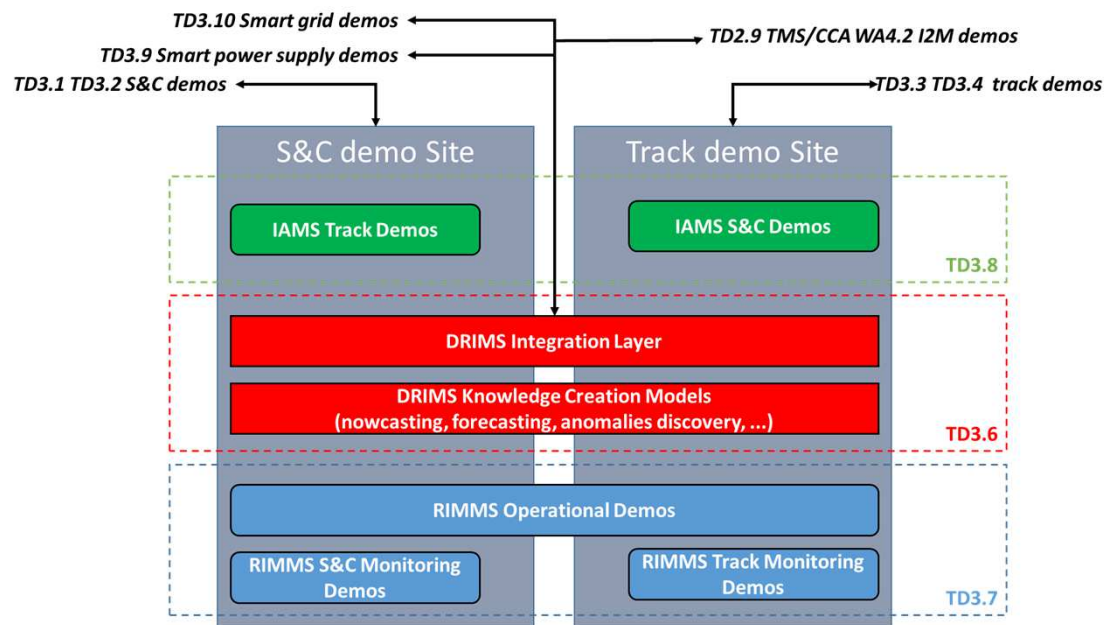 TD3.10 Smart grid demos
TD2.9 TMS/CCA WA4.2 I2M demos
TD3.9 Smart power supply demos
TD3.1 TD3.2 S&C demos
TD3.3 TD3.4 track demos
S&C demo Site
Track demo Site
IAMS Track Demos
IAMS S&C Demos
TD3.8
DRIMS Integration Layer
DRIMS Knowledge Creation Models
(nowcasting, forecasting, anomalies discovery, ...)
TD3.6
RIMMS Operational Demos
RIMMS S&C Monitoring
Demos
RIMMS Track Monitoring
Demos
TD3.7